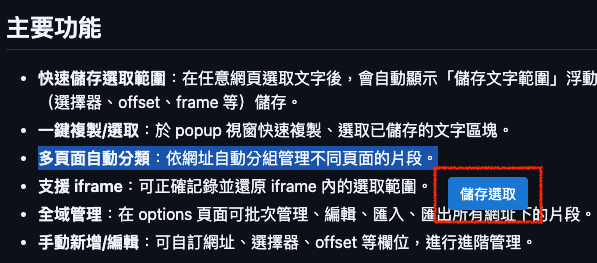 主要功能
• 快速儲存選取範圍：在任意網頁選取文字後，會自動顯示「儲存文字範圍」浮動
（選擇器、offset、frame 等）儲存。
• 一鍵複製/選取：於 popup 視窗快速複製、選取已儲存的文字區塊。
• 多頁面自動分類：依網址自動分組管理不同頁面的片段。
• 支援 iframe：可正確記錄並還原 iframe 內的選取範圍。
儲存選取
• 全域管理：在 options 頁面可批次管理、編輯、匯入、匯出所有網址下的片段。
• 手動新增/編輯：可自訂網址、選擇器、offset 等欄位，進行進階管理。